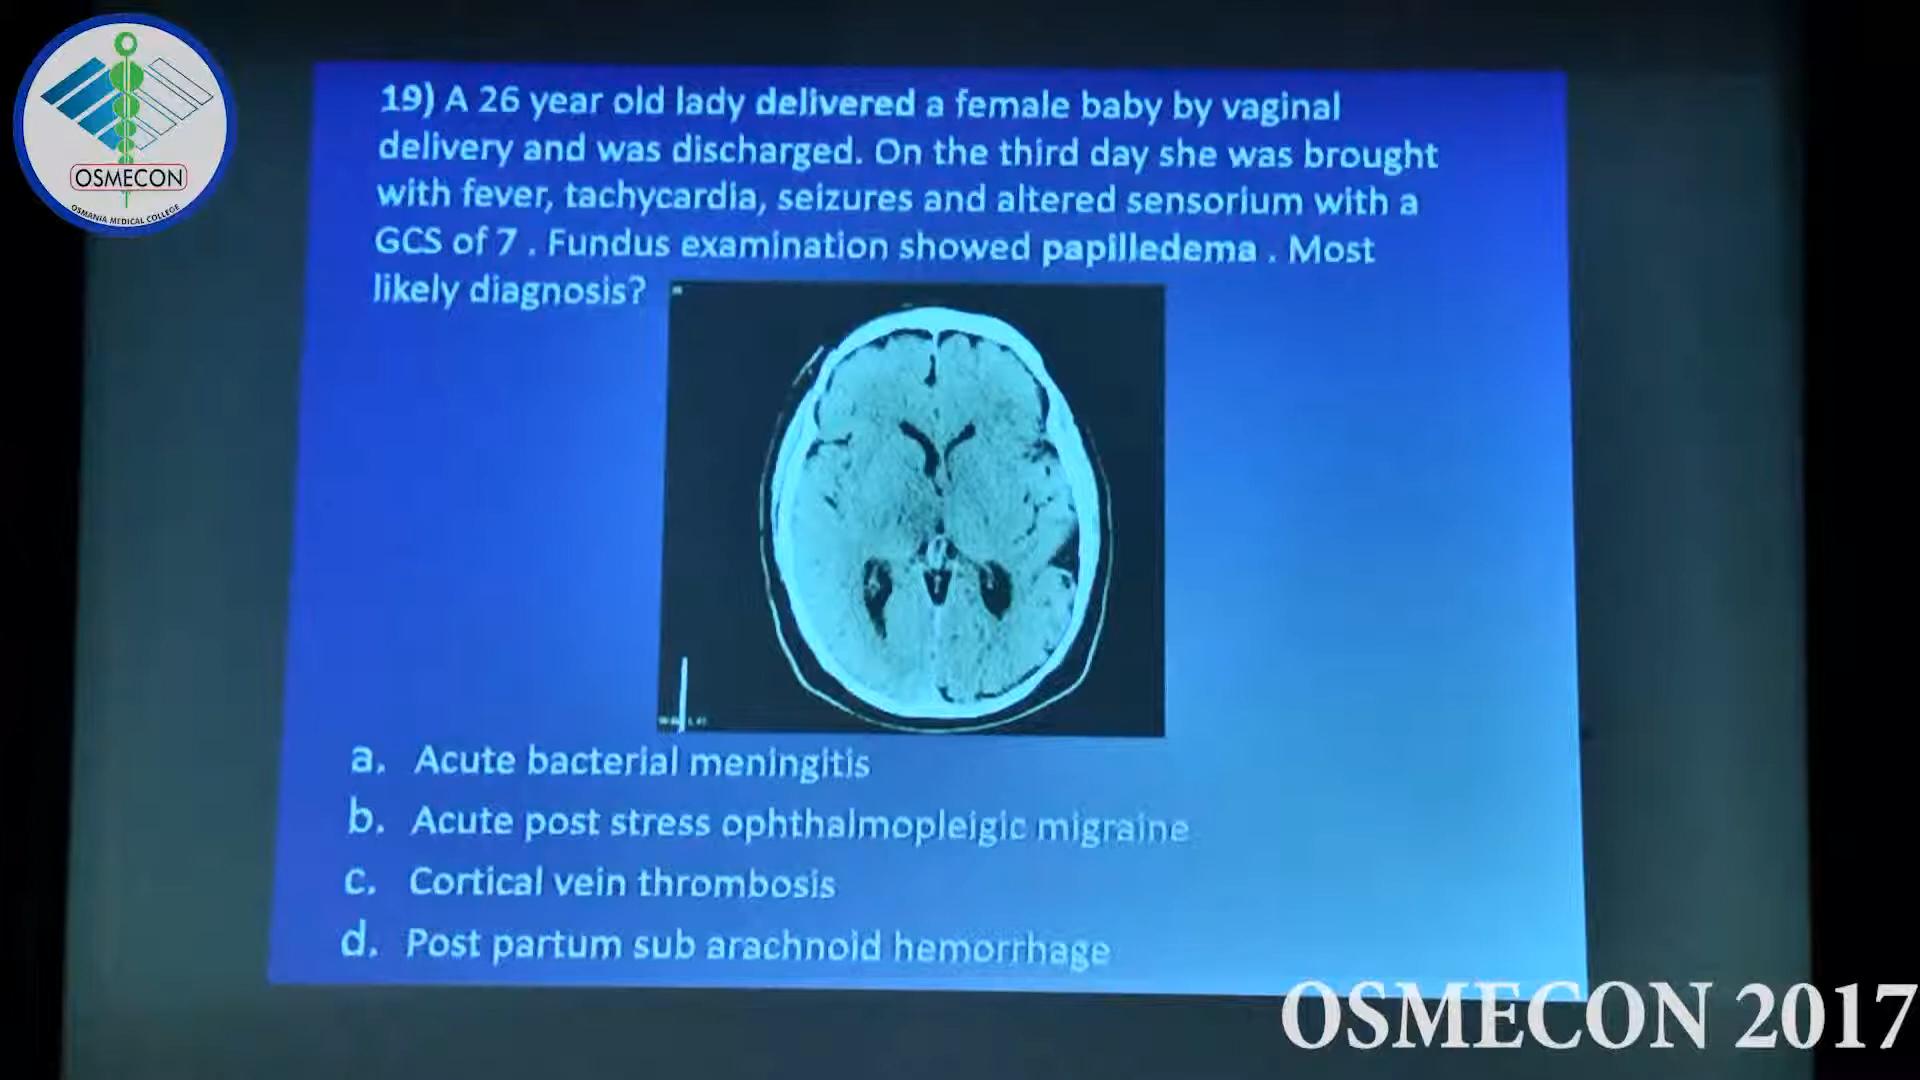 OSMECON
OSMANIA MEDICAL COLLEGE
19) A 26 year old lady delivered a female baby by vaginal
delivery and was discharged. On the third day she was brought
with fever, tachycardia, seizures and altered sensorium with a
GCS of 7 . Fundus examination showed papilledema . Most
likely diagnosis?
a. Acute bacterial meningitis
b. Acute post stress ophthalmopleigic migraine
c. Cortical vein thrombosis
d. Post partum sub arachnoid hemorrhage
OSMECON 2017